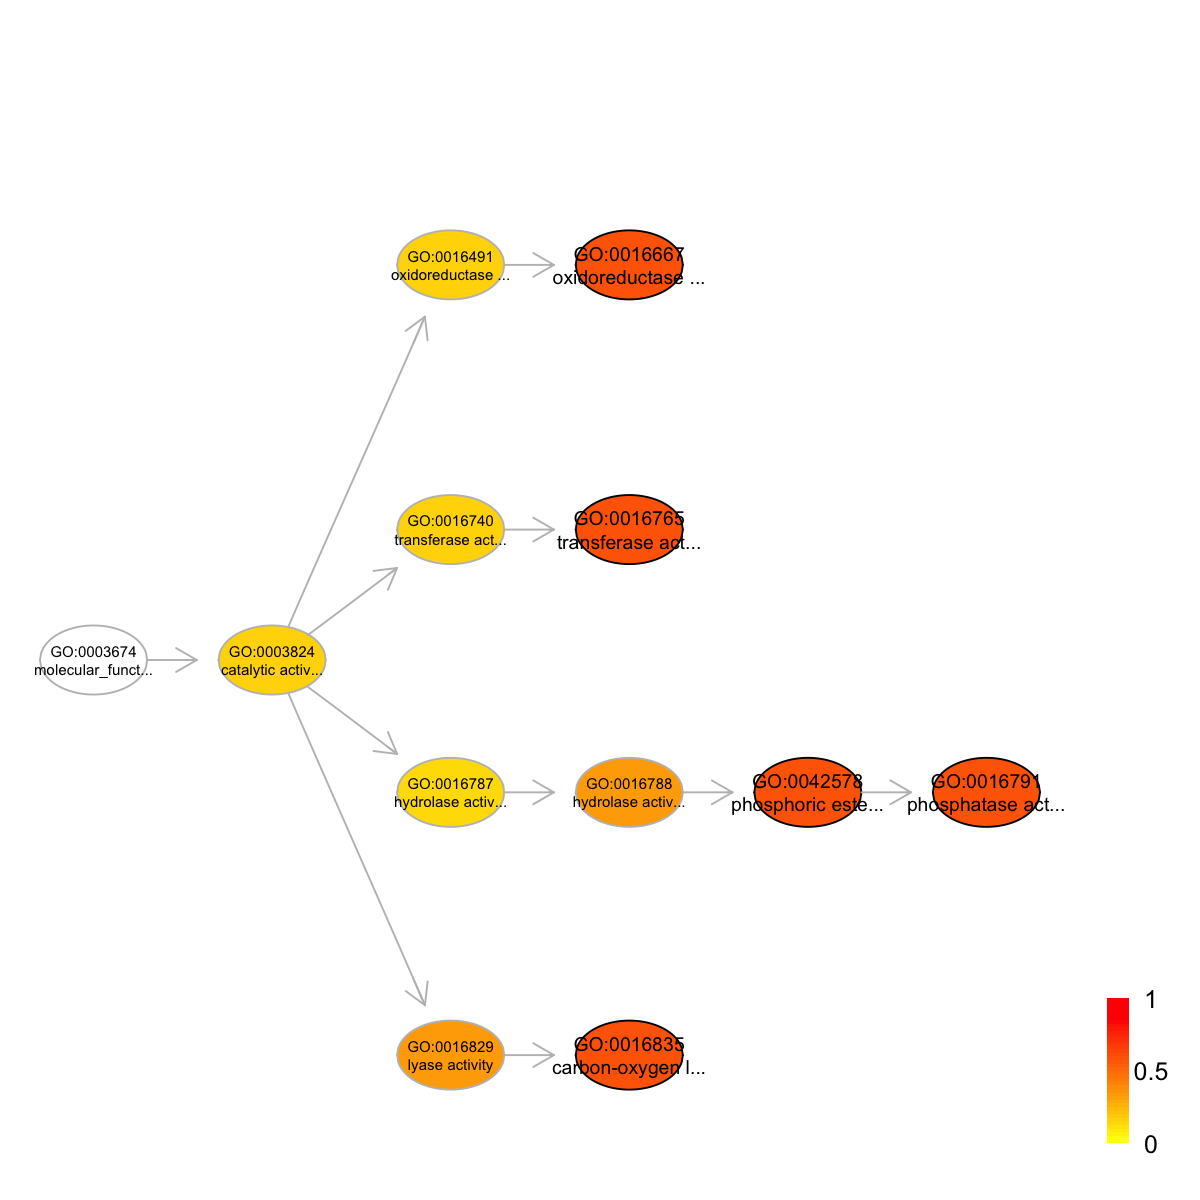 GO:0016491
oxidoreductase ...
GO:0016667
oxidoreductase ...
GO:0016740
transferase act...
GO:0016765
transferase act...
GO:0003674
molecular_funct...
GO:0003824
catalytic activ...
GO:0016787
hydrolase activ...
GO:0016788
hydrolase activ...
GO:0042578
phosphoric este...
GO:0016791
phosphatase act...
GO:0016829
lyase activity
GO:0016835
carbon-oxygen l...
1
0.5
0